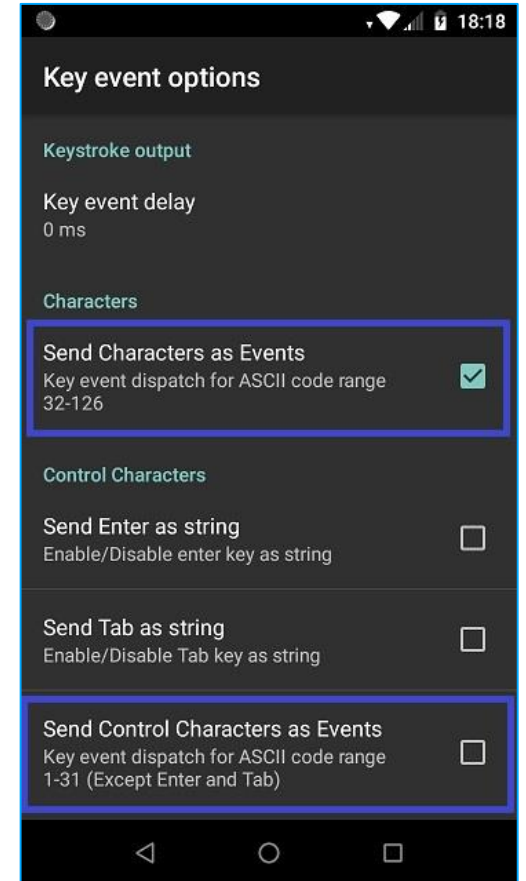 18:18
Key event options
Keystroke output
Key event delay
0 ms
Characters
Send Characters as Events
Key event dispatch for ASCII code range
32-126
Control Characters
Send Enter as string
Enable/Disable enter key as string
Send Tab as string
Enable/Disable Tab key as string
Send Control Characters as Events
Key event dispatch for ASCII code range
1-31 (Except Enter and Tab)